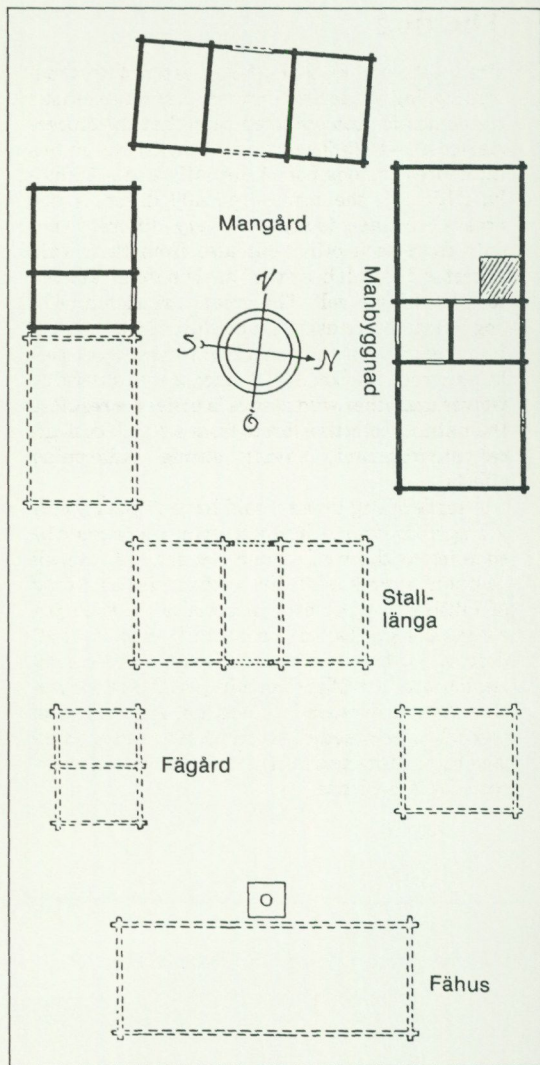 Mangård
Manbyggnad
V
S
N
Ö
Stall-
länga
Fägård
Fähus